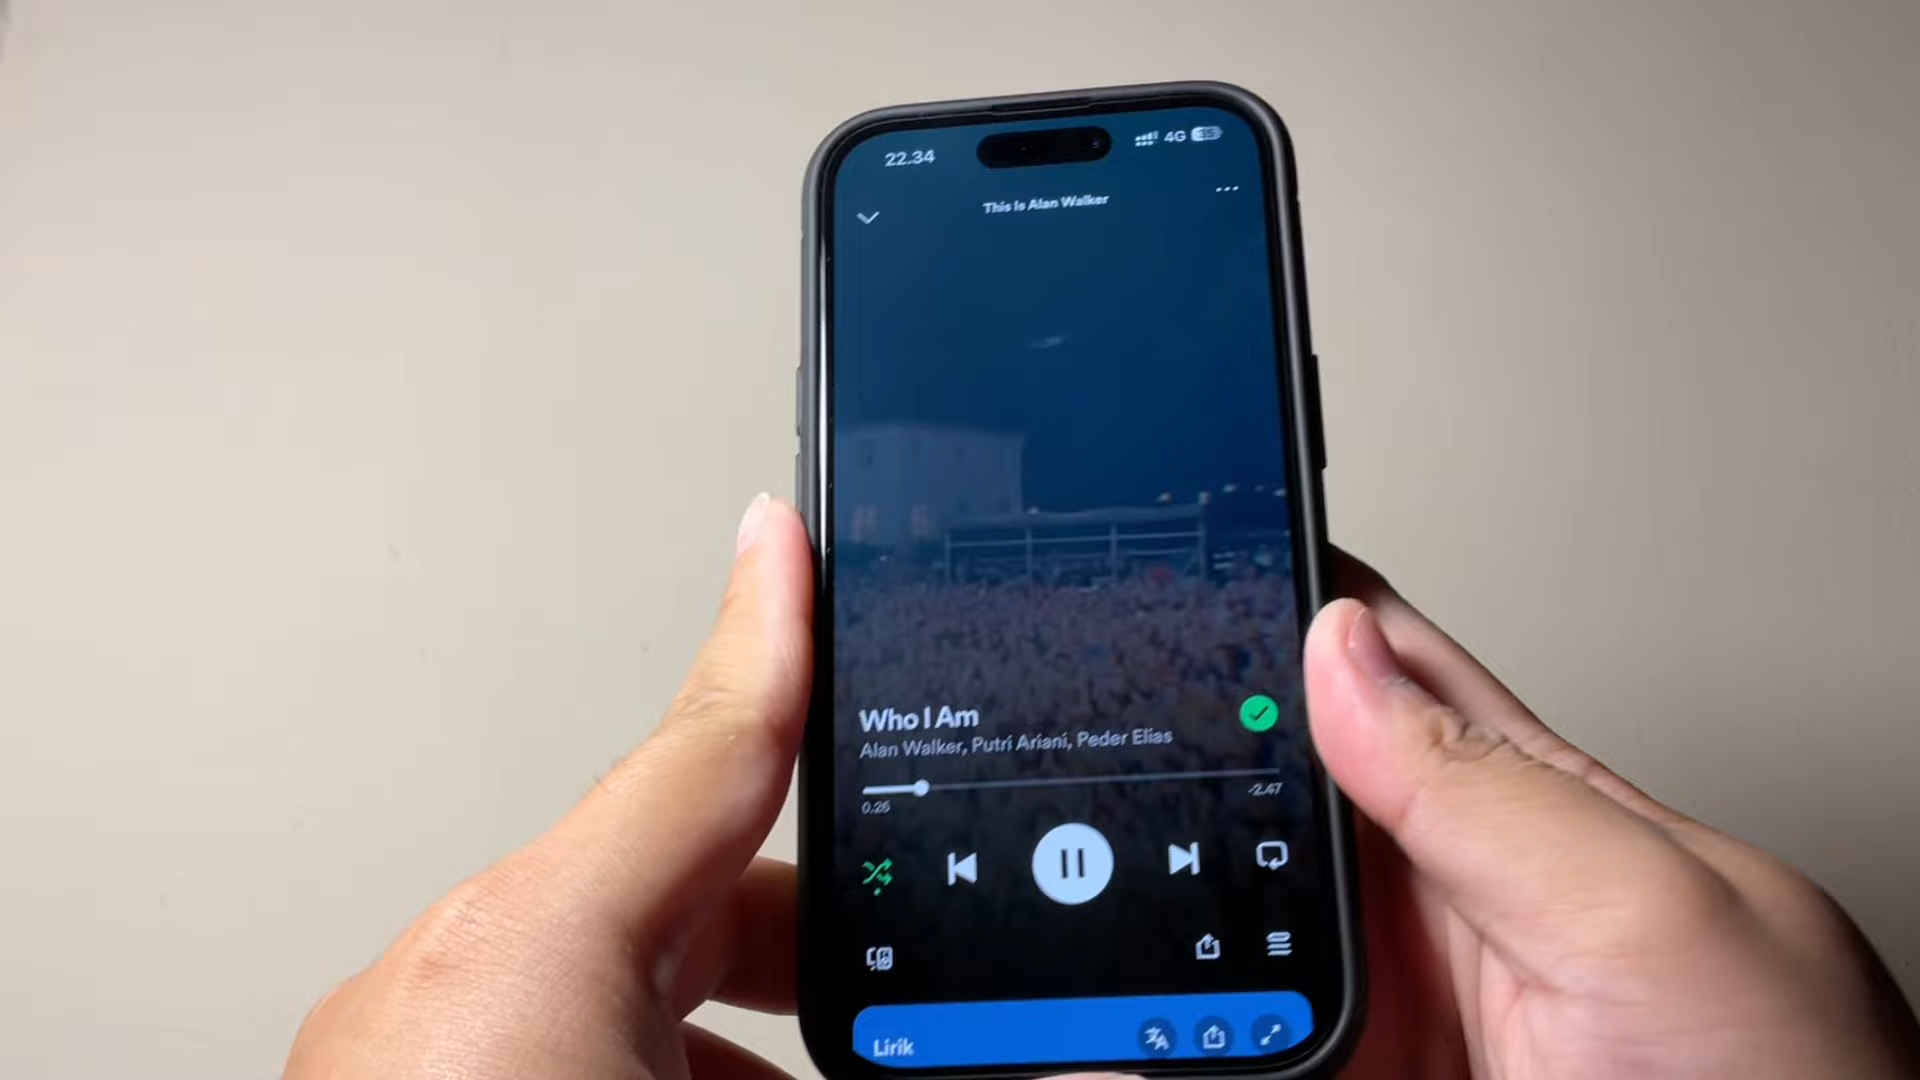 22.34
4G 35
This Is Alan Walker
Who I Am
Alan Walker, Putri Ariani, Peder Elias
0.26
-2.47
Lirik